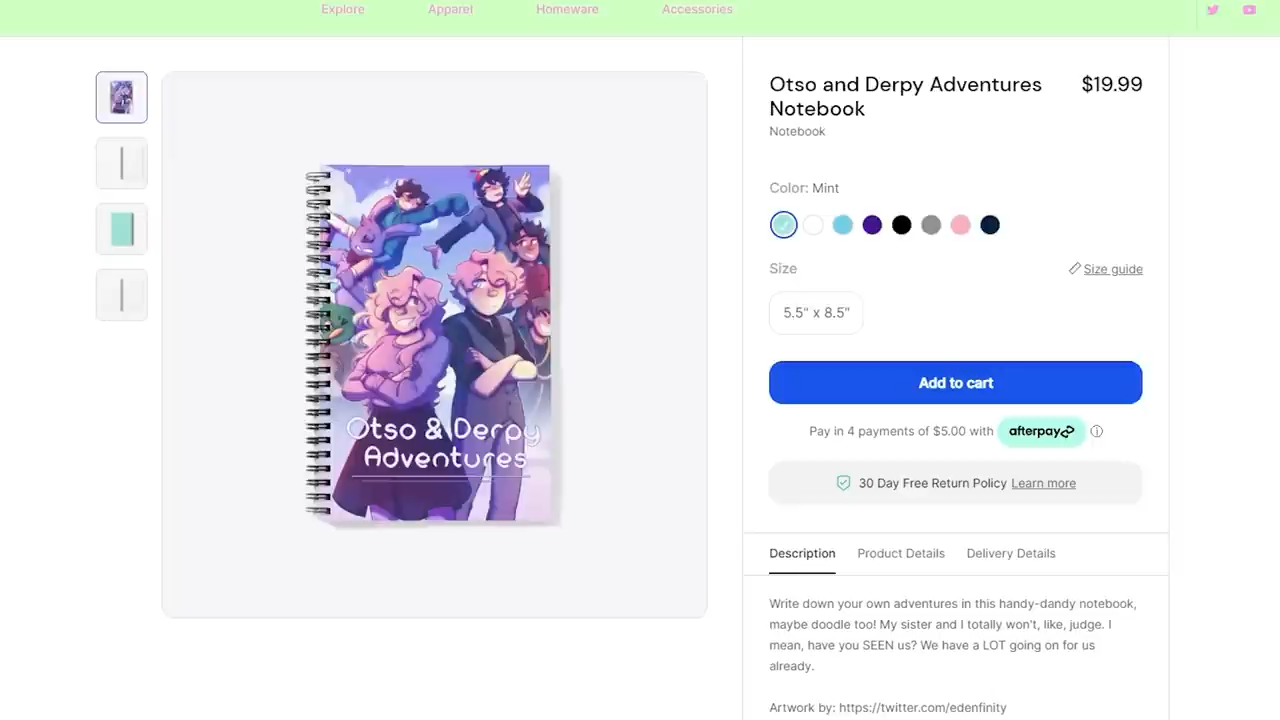 Explore Apparel Homeware Accessories
Otso and Derpy Adventures
Notebook
$19.99
Notebook
Color: Mint
Size
Size guide
5.5" x 8.5"
Add to cart
Pay in 4 payments of $5.00 with afterpay
30 Day Free Return Policy Learn more
Description Product Details Delivery Details
Write down your own adventures in this handy-dandy notebook,
maybe doodle too! My sister and I totally won't, like, judge. I
mean, have you SEEN us? We have a LOT going on for us
already.
Artwork by: https://twitter.com/edenfinity
Otso & Derpy
Adventures